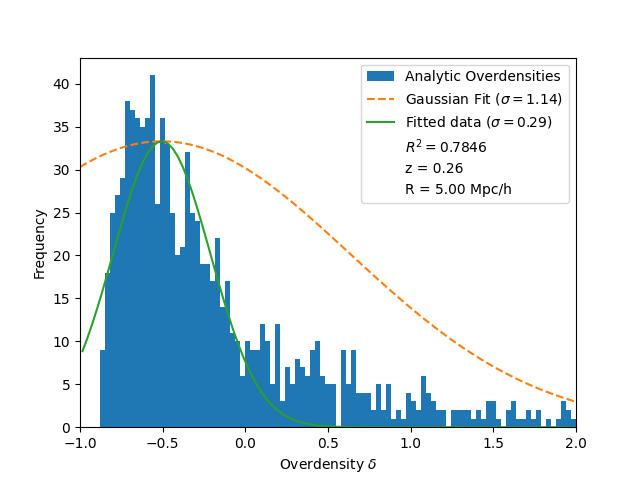 Analytic Overdensities
Gaussian Fit (σ = 1.14)
Fitted data (σ = 0.29)
R² = 0.7846
z = 0.26
R = 5.00 Mpc/h
40
35
30
25
20
15
10
5
0
Frequency
−1.0 −0.5 0.0 0.5 1.0 1.5 2.0
Overdensity δ